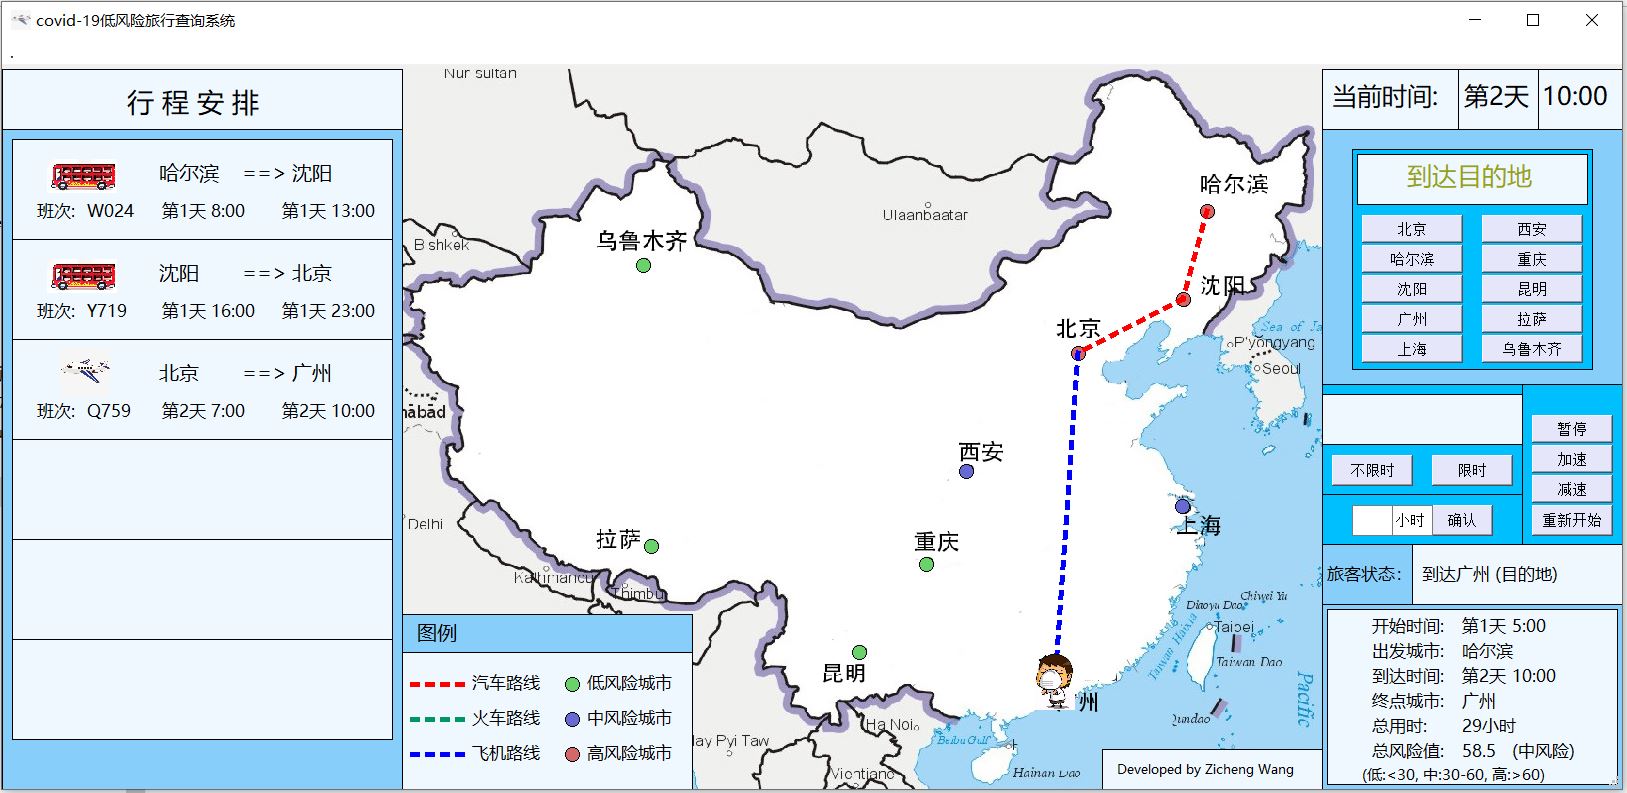 covid-19低风险旅行查询系统
.
行 程 安 排
哈尔滨 ==> 沈阳
班次: W024 第1天 8:00 第1天 13:00
沈阳 ==> 北京
班次: Y719 第1天 16:00 第1天 23:00
北京 ==> 广州
班次: Q759 第2天 7:00 第2天 10:00
Nur sultan
Ulaanbaatar
Bishkek
哈尔滨
乌鲁木齐
沈阳
北京
Sea of Ja
P'yongyang
Seoul
ābād
西安
Delhi
上海
拉萨
重庆
Kathmandu
Thimbu
Chiwei Yu
Diaoyu Dao
Taipei
Taiwan Haixia
Taiwan Dao
昆明
州
Pacific
Qundao
Ha Noi
Beibu Gulf
Hainan Dao
Nay Pyi Taw
Vientiane
图例
汽车路线 低风险城市
火车路线 中风险城市
飞机路线 高风险城市
Developed by Zicheng Wang
当前时间: 第2天 10:00
到达目的地
北京 西安
哈尔滨 重庆
沈阳 昆明
广州 拉萨
上海 乌鲁木齐
暂停
加速
减速
重新开始
不限时 限时
小时 确认
旅客状态: 到达广州 (目的地)
开始时间: 第1天 5:00
出发城市: 哈尔滨
到达时间: 第2天 10:00
终点城市: 广州
总用时: 29小时
总风险值: 58.5 (中风险)
(低:<30, 中:30-60, 高:>60)